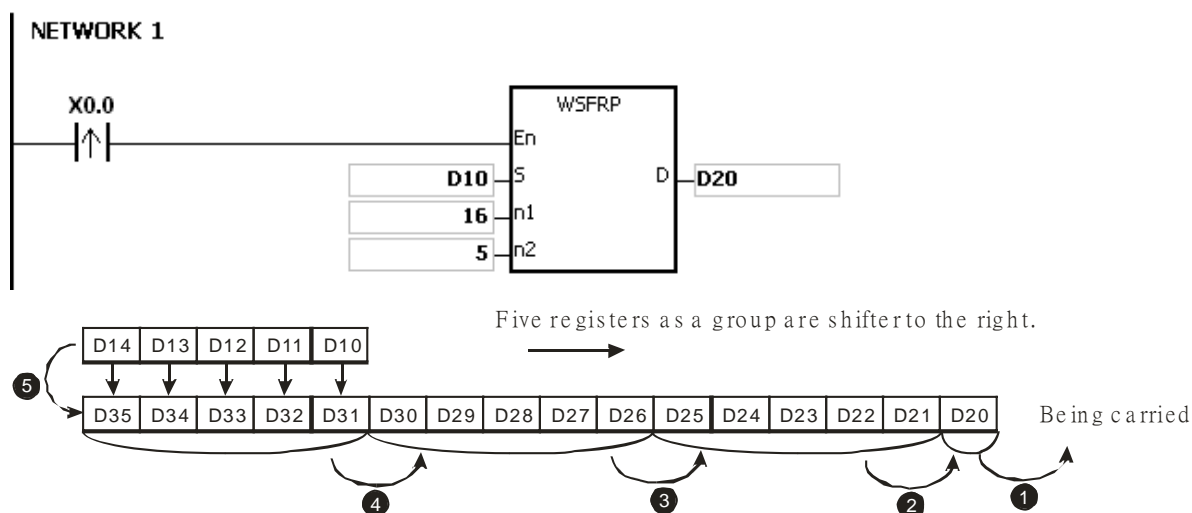 NETWORK 1
X0.0
WSFRP
En
D10 S D D20
16 n1
5 n2
Five registers as a group are shifter to the right.
D14 D13 D12 D11 D10
5
D35 D34 D33 D32 D31 D30 D29 D28 D27 D26 D25 D24 D23 D22 D21 D20 Being carried
4 3 2 1